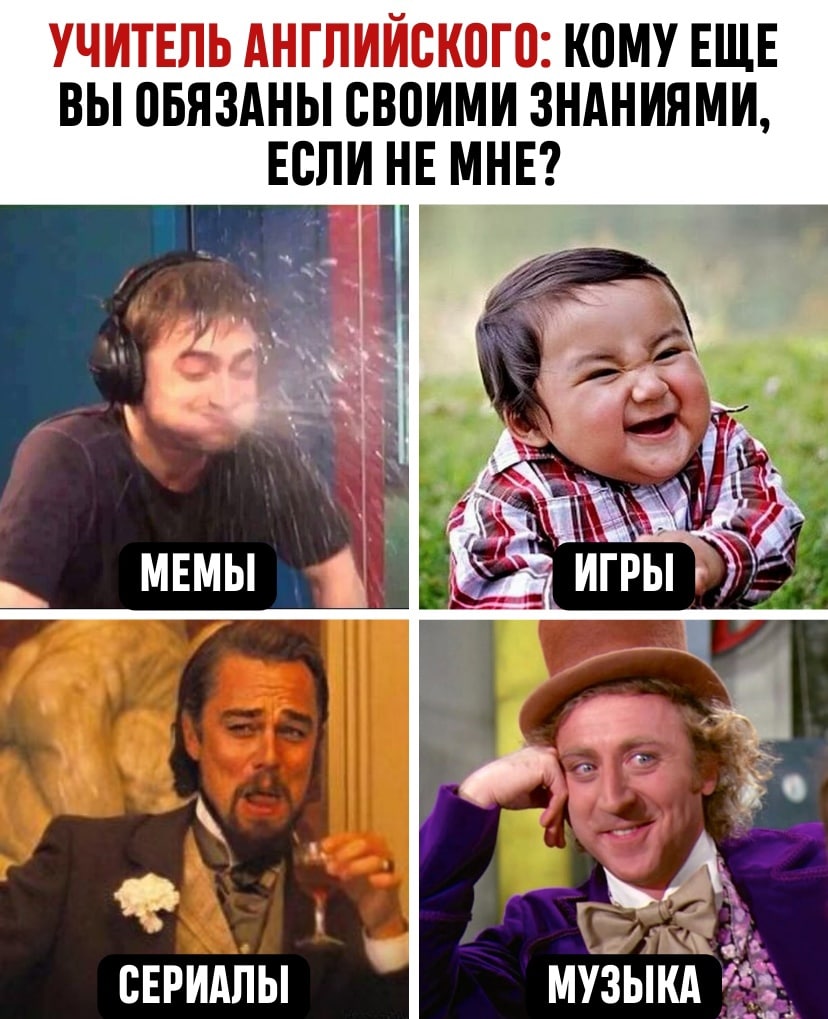 УЧИТЕЛЬ АНГЛИЙСКОГО: КОМУ ЕЩЕ
ВЫ ОБЯЗАНЫ СВОИМИ ЗНАНИЯМИ,
ЕСЛИ НЕ МНЕ?
МЕМЫ
ИГРЫ
СЕРИАЛЫ
МУЗЫКА